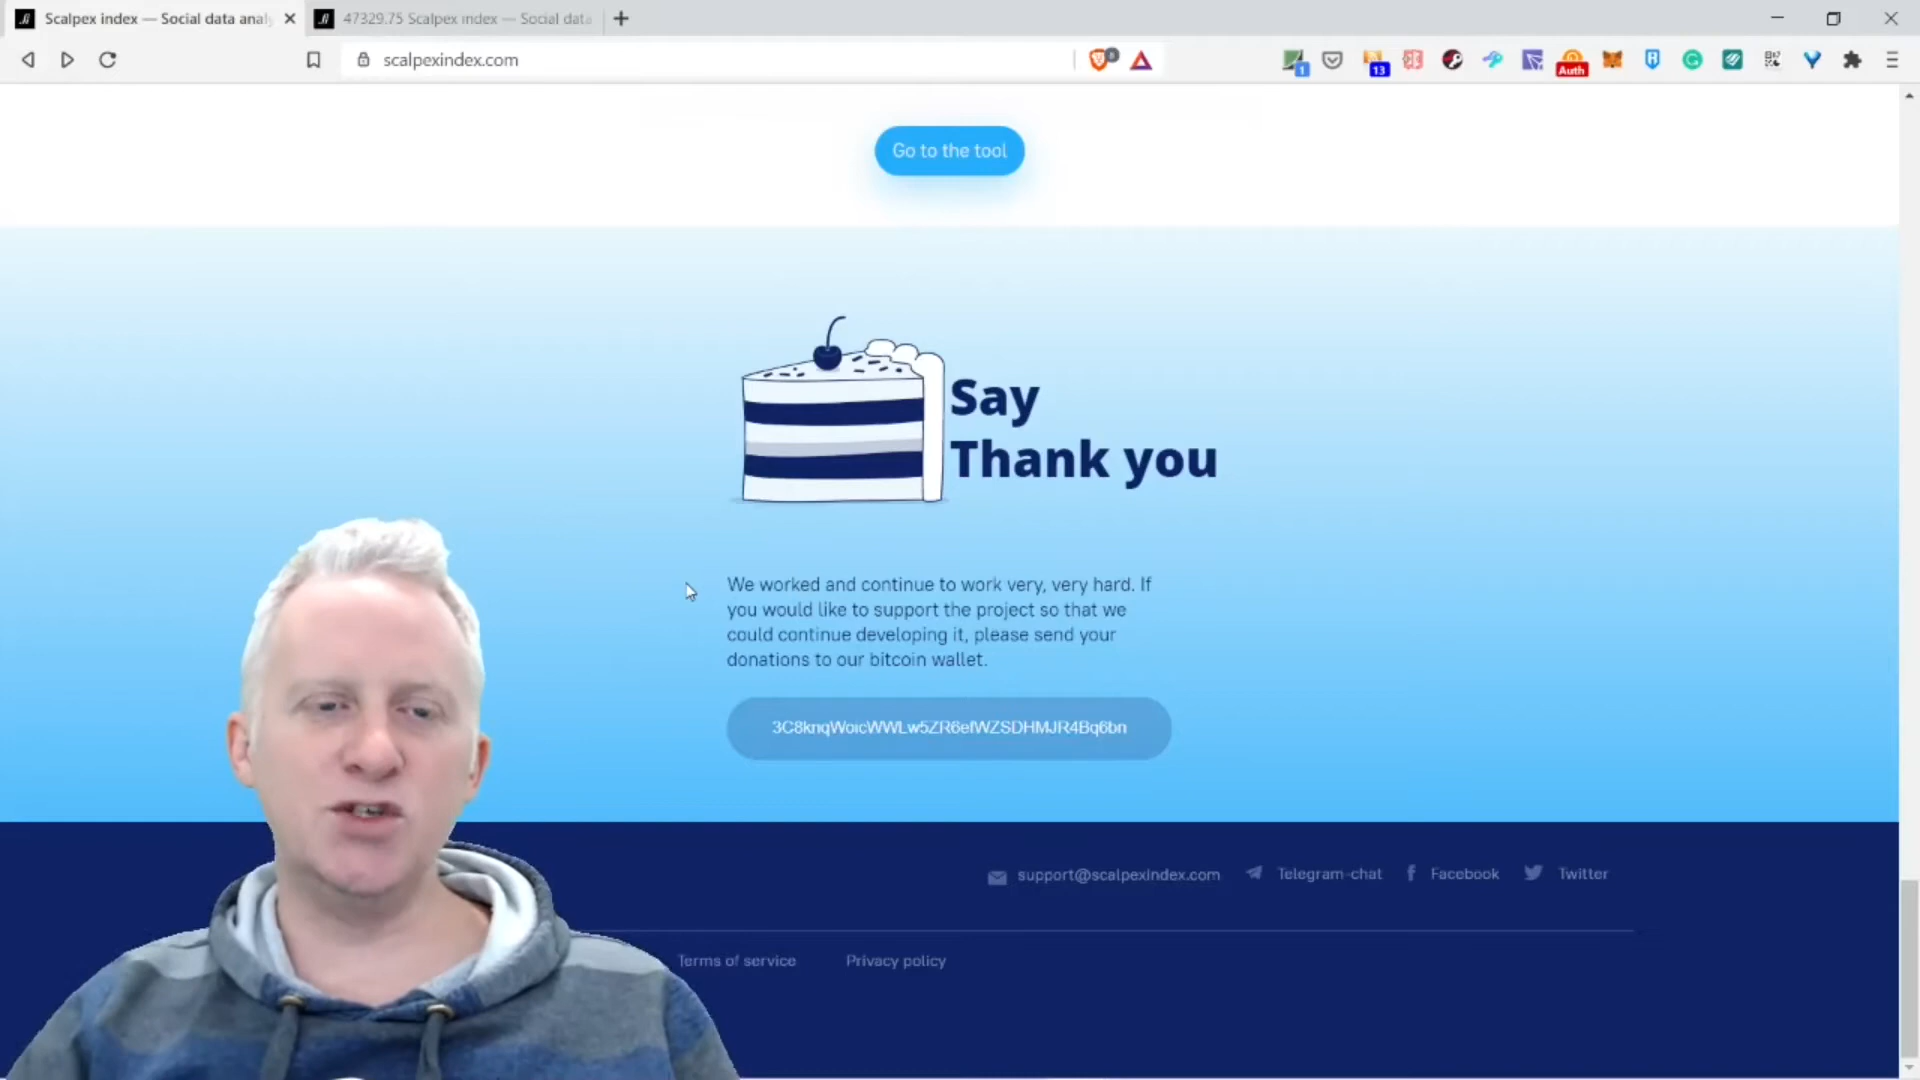 Scalpex index — Social data anal
47329.75 Scalpex index — Social data
scalpexindex.com
1
13
Auth
Go to the tool
Say
Thank you
We worked and continue to work very, very hard. If
you would like to support the project so that we
could continue developing it, please send your
donations to our bitcoin wallet.
3C8knqWoicWWLw5ZR6efWZSDHMJR4Bq6bn
support@scalpexindex.com
Telegram-chat
Facebook
Twitter
Terms of service
Privacy policy